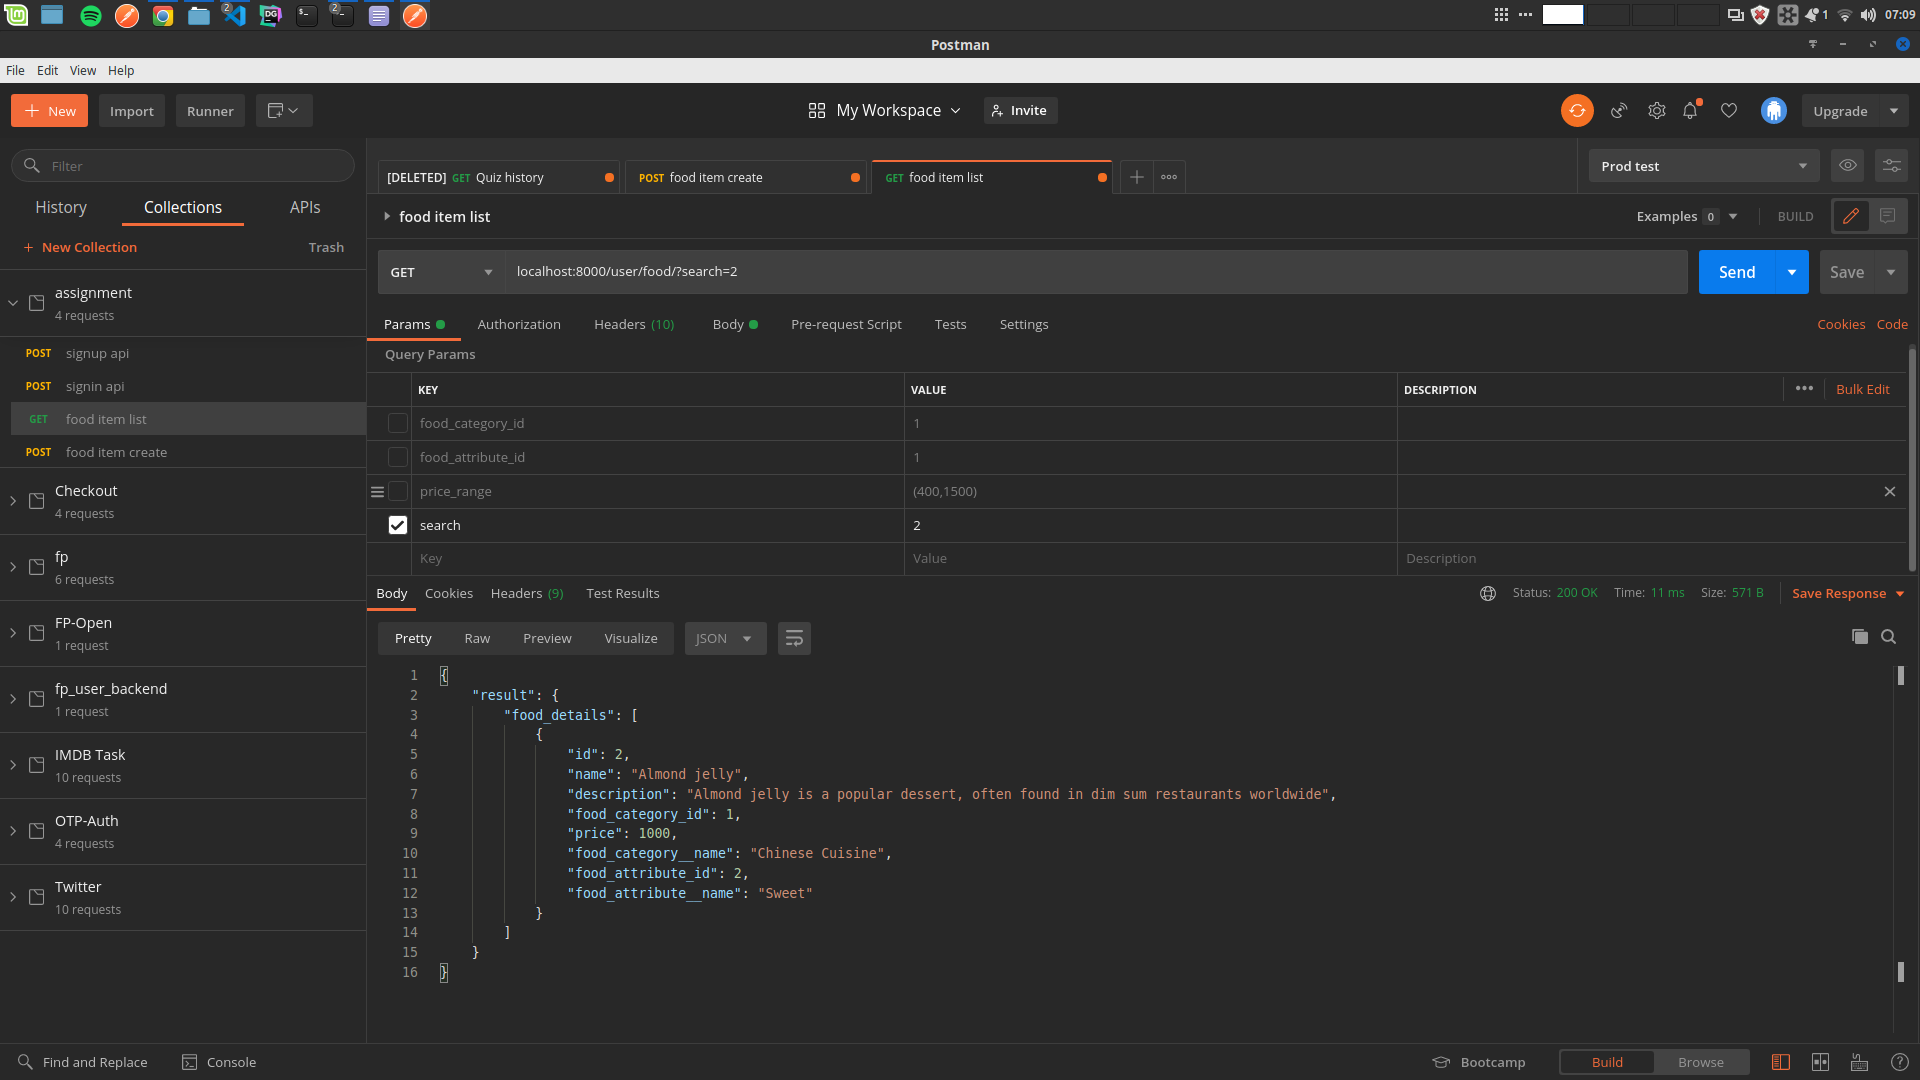 2
2
1
07:09
Postman
File Edit View Help
New Import Runner
My Workspace
Invite
Upgrade
Filter
[DELETED] GET Quiz history
POST food item create
GET food item list
Prod test
History Collections APIs
food item list
Examples 0
BUILD
+ New Collection Trash
GET localhost:8000/user/food/?search=2
Send Save
assignment
4 requests
POST signup api
POST signin api
GET food item list
POST food item create
Checkout
4 requests
fp
6 requests
FP-Open
1 request
fp_user_backend
1 request
IMDB Task
10 requests
OTP-Auth
4 requests
Twitter
10 requests
Params Authorization Headers (10) Body Pre-request Script Tests Settings Cookies Code
Query Params
KEY VALUE DESCRIPTION Bulk Edit
food_category_id 1
food_attribute_id 1
price_range (400,1500)
search 2
Key Value Description
Body Cookies Headers (9) Test Results Status: 200 OK Time: 11 ms Size: 571 B Save Response
Pretty Raw Preview Visualize JSON
1 {
2 "result": {
3 "food_details": [
4 {
5 "id": 2,
6 "name": "Almond jelly",
7 "description": "Almond jelly is a popular dessert, often found in dim sum restaurants worldwide",
8 "food_category_id": 1,
9 "price": 1000,
10 "food_category__name": "Chinese Cuisine",
11 "food_attribute_id": 2,
12 "food_attribute__name": "Sweet"
13 }
14 ]
15 }
16 }
Find and Replace Console Bootcamp Build Browse